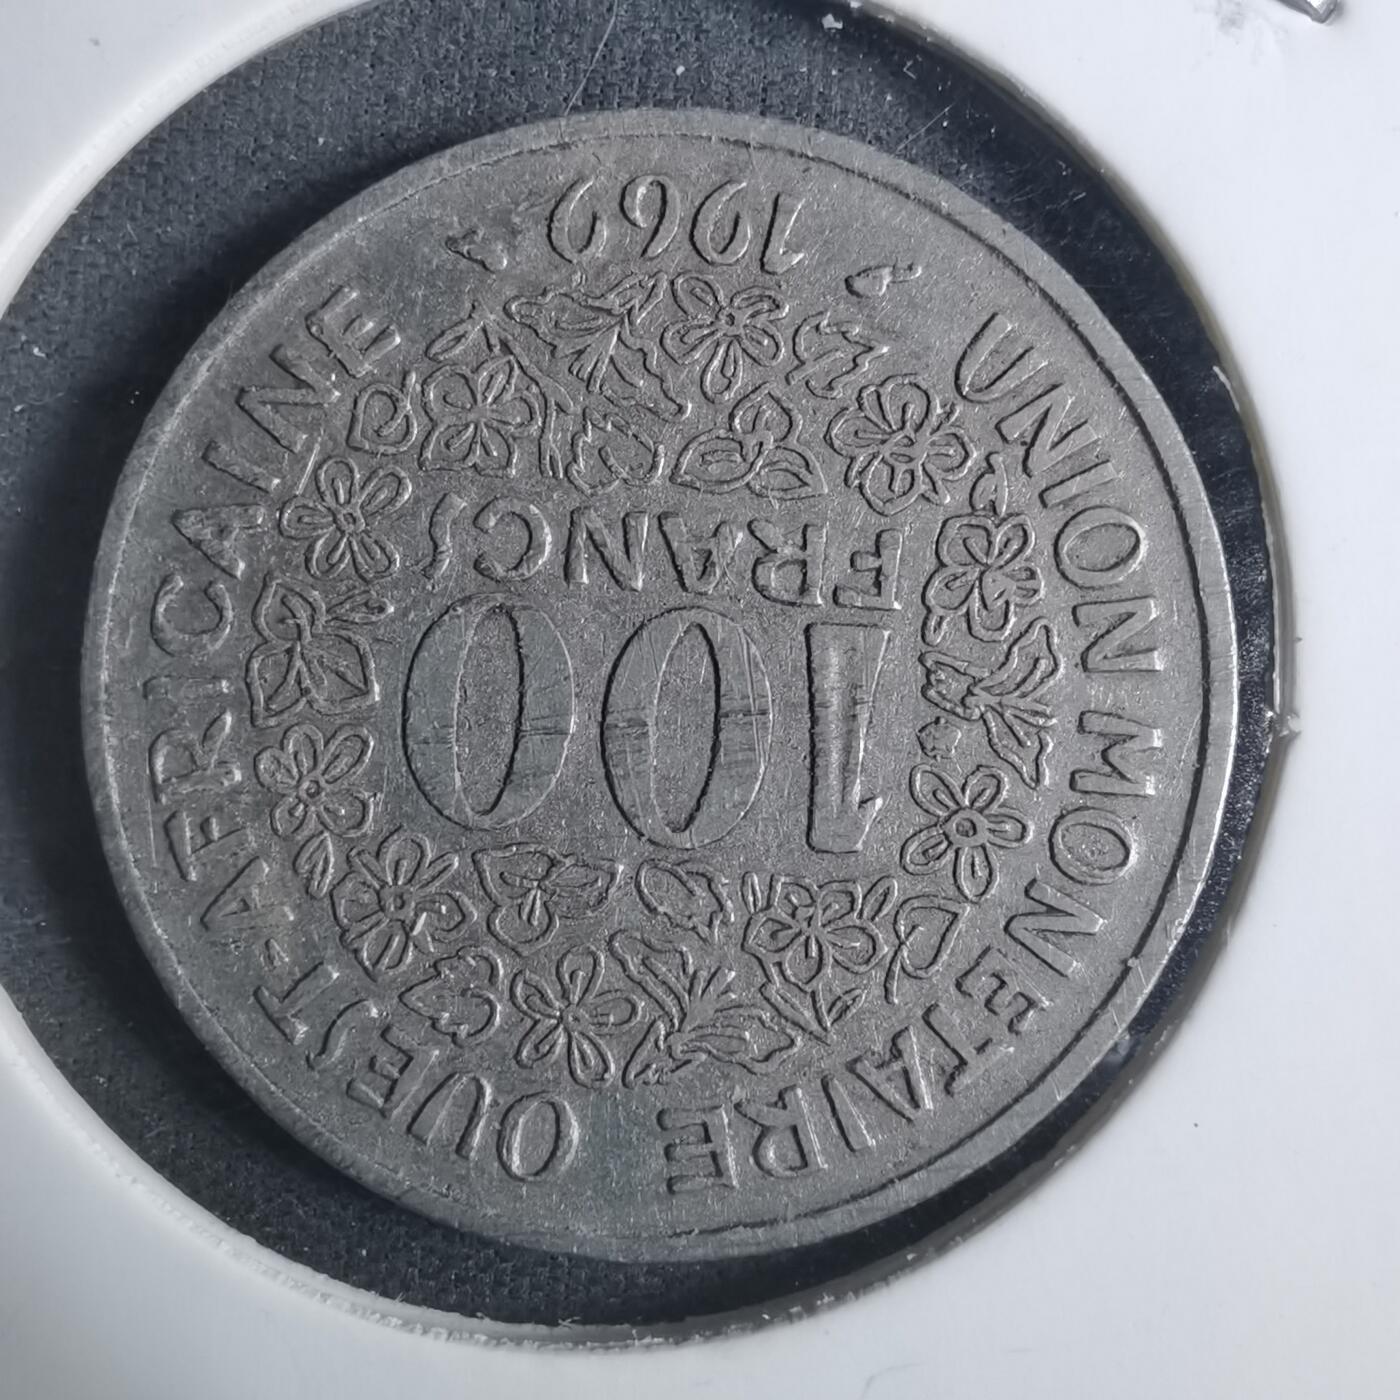 UNION MONETAIRE OUEST-AFRICAINE
100
FRANCS
1969